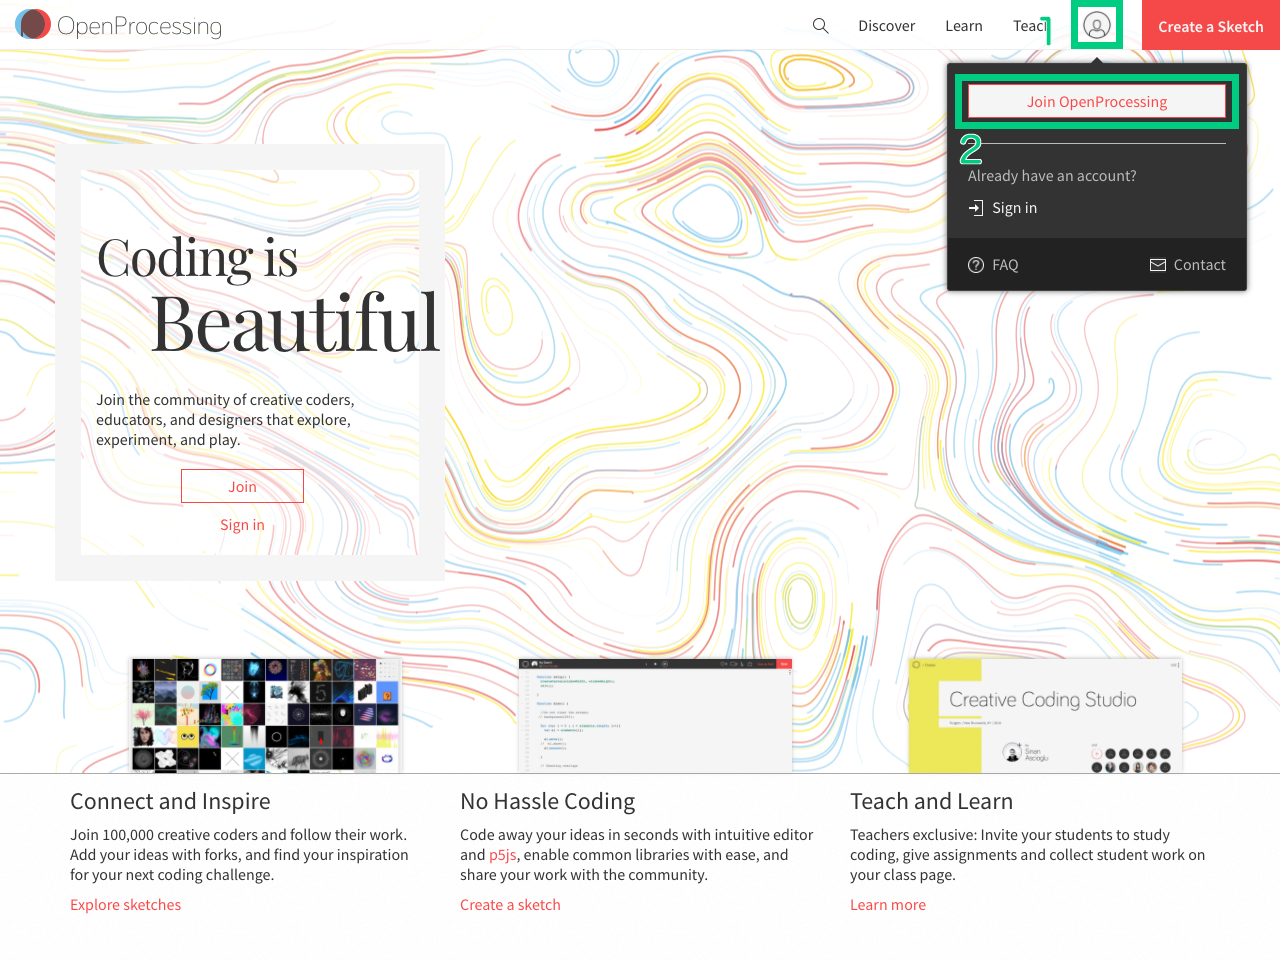 OpenProcessing
Discover
Learn
Teach
1
Create a Sketch
Join OpenProcessing
2
Already have an account?
Sign in
FAQ
Contact
Coding is
Beautiful
Join the community of creative coders,
educators, and designers that explore,
experiment, and play.
Join
Sign in
Creative Coding Studio
Sinan
Ascioglu
Connect and Inspire
Join 100,000 creative coders and follow their work.
Add your ideas with forks, and find your inspiration
for your next coding challenge.
Explore sketches
No Hassle Coding
Code away your ideas in seconds with intuitive editor
and p5js, enable common libraries with ease, and
share your work with the community.
Create a sketch
Teach and Learn
Teachers exclusive: Invite your students to study
coding, give assignments and collect student work on
your class page.
Learn more